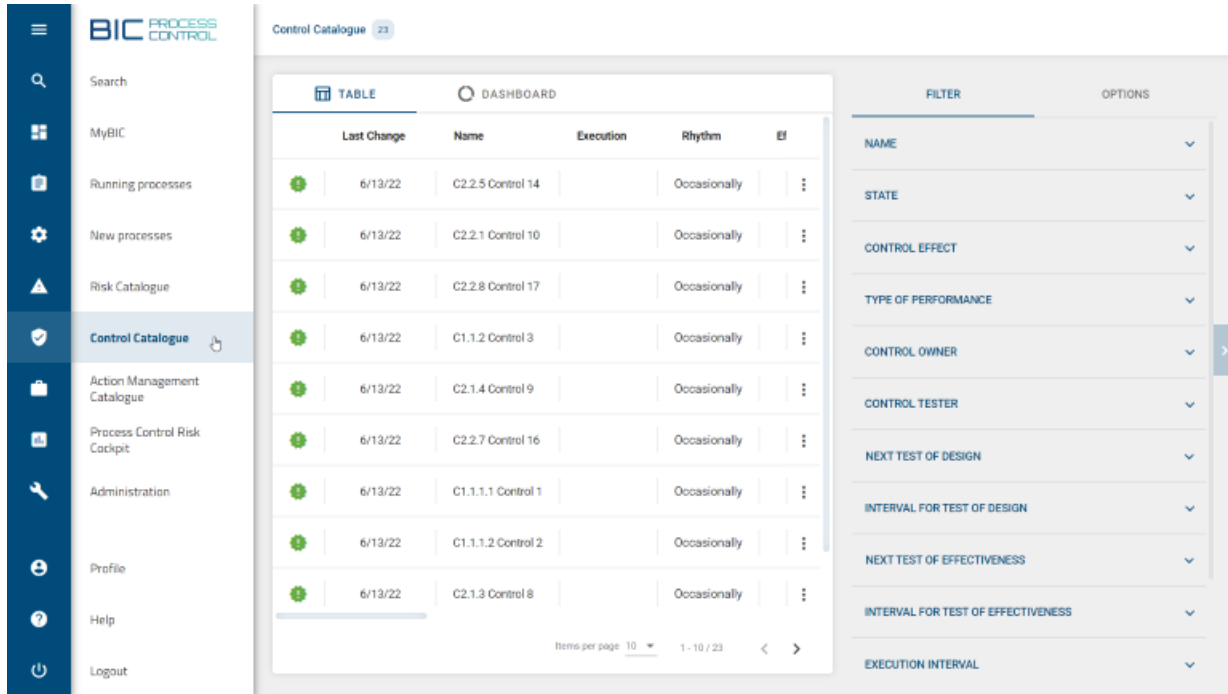 BIC PROCESS CONTROL
Search
MyBIC
Running processes
New processes
Risk Catalogue
Control Catalogue
Action Management
Catalogue
Process Control Risk
Cockpit
Administration
Profile
Help
Logout
Control Catalogue 23
TABLE DASHBOARD
Last Change Name Execution Rhythm Ef
6/13/22 C2.2.5 Control 14 Occasionally
6/13/22 C2.2.1 Control 10 Occasionally
6/13/22 C2.2.8 Control 17 Occasionally
6/13/22 C1.1.2 Control 3 Occasionally
6/13/22 C2.1.4 Control 9 Occasionally
6/13/22 C2.2.7 Control 16 Occasionally
6/13/22 C1.1.1.1 Control 1 Occasionally
6/13/22 C1.1.1.2 Control 2 Occasionally
6/13/22 C2.1.3 Control 8 Occasionally
Items per page 10 1 - 10 / 23
FILTER OPTIONS
NAME
STATE
CONTROL EFFECT
TYPE OF PERFORMANCE
CONTROL OWNER
CONTROL TESTER
NEXT TEST OF DESIGN
INTERVAL FOR TEST OF DESIGN
NEXT TEST OF EFFECTIVENESS
INTERVAL FOR TEST OF EFFECTIVENESS
EXECUTION INTERVAL